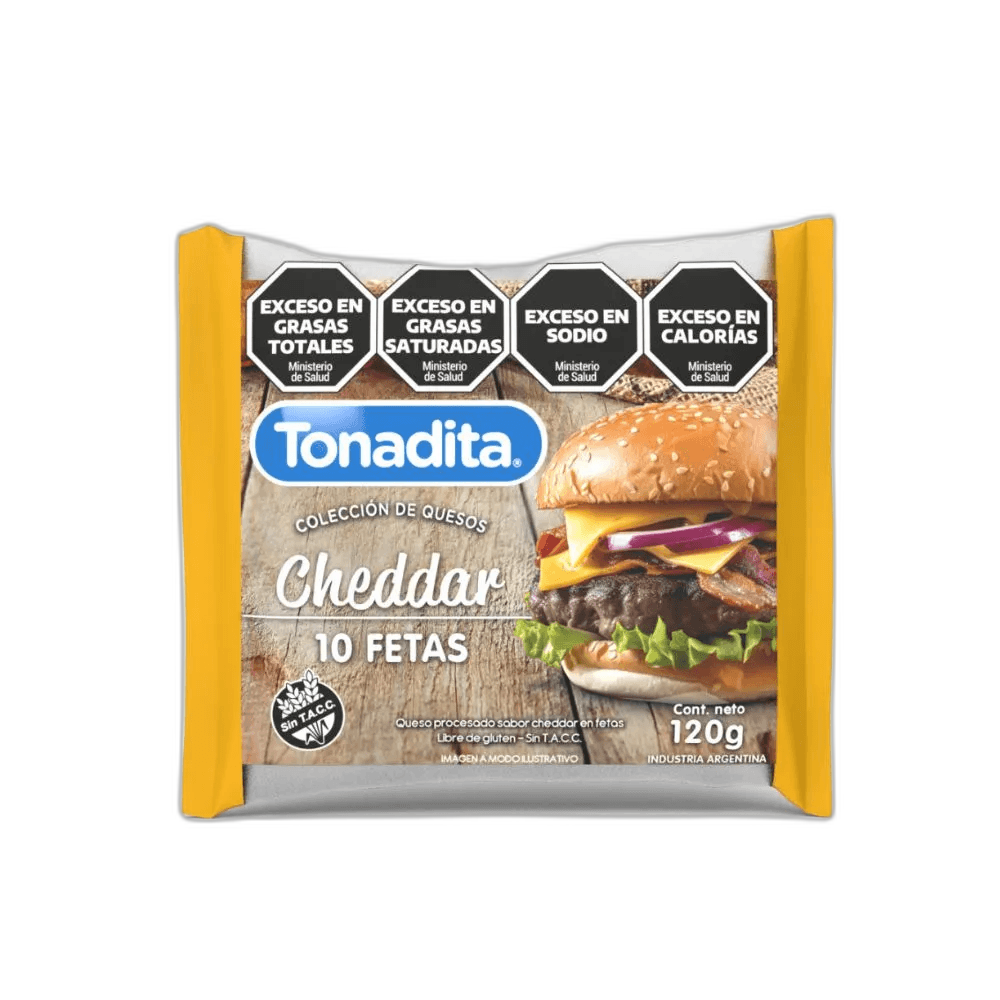 EXCESO EN
GRASAS
TOTALES
Ministerio
de Salud
EXCESO EN
GRASAS
SATURADAS
Ministerio
de Salud
EXCESO EN
SODIO
Ministerio
de Salud
EXCESO EN
CALORÍAS
Ministerio
de Salud
Tonadita®
COLECCIÓN DE QUESOS
Cheddar
10 FETAS
Sin T.A.C.C.
Queso procesado sabor cheddar en fetas
Libre de gluten - Sin T.A.C.C.
IMAGEN A MODO ILUSTRATIVO
Cont. neto
120g
INDUSTRIA ARGENTINA